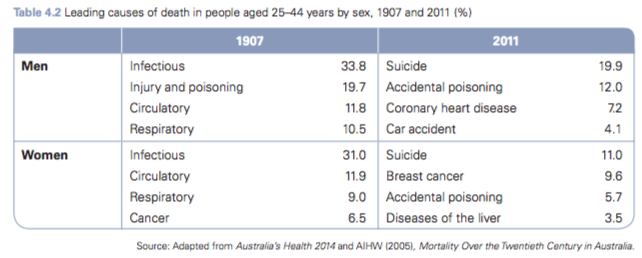 Table 4.2 Leading causes of death in people aged 25–44 years by sex, 1907 and 2011 (%)
1907 2011
Men Infectious 33.8 Suicide 19.9
Injury and poisoning 19.7 Accidental poisoning 12.0
Circulatory 11.8 Coronary heart disease 7.2
Respiratory 10.5 Car accident 4.1
Women Infectious 31.0 Suicide 11.0
Circulatory 11.9 Breast cancer 9.6
Respiratory 9.0 Accidental poisoning 5.7
Cancer 6.5 Diseases of the liver 3.5
Source: Adapted from Australia's Health 2014 and AIHW (2005), Mortality Over the Twentieth Century in Australia.